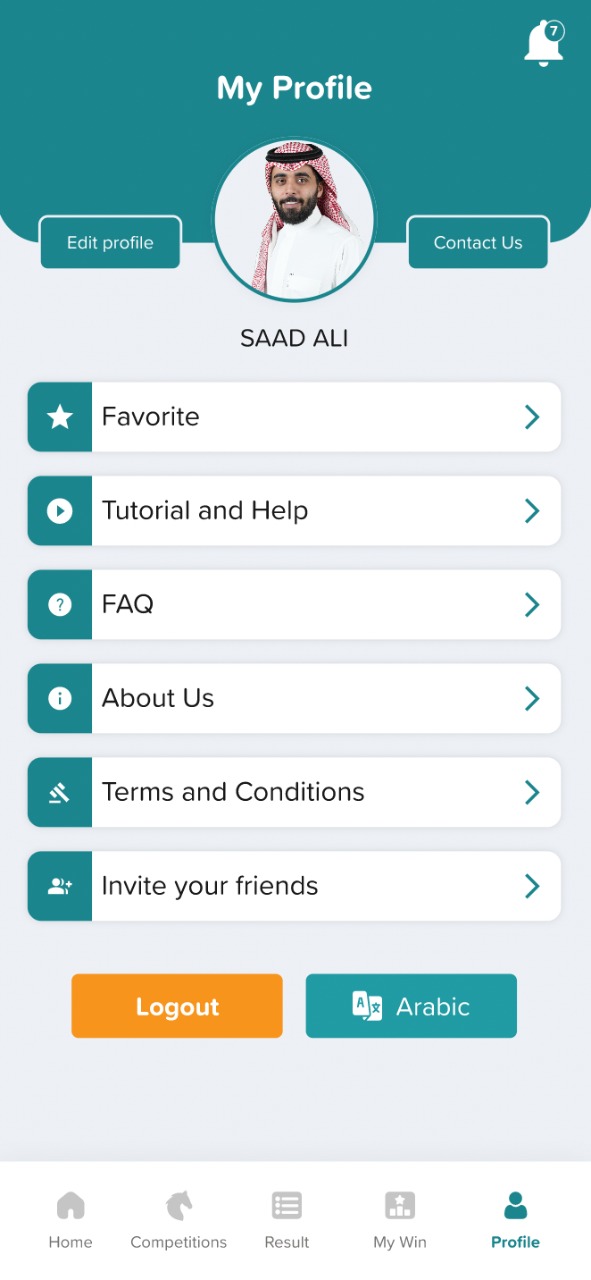 7
My Profile
Edit profile
Contact Us
SAAD ALI
Favorite
Tutorial and Help
?
FAQ
i
About Us
Terms and Conditions
Invite your friends
Logout
A
Arabic
Home
Competitions
Result
My Win
Profile